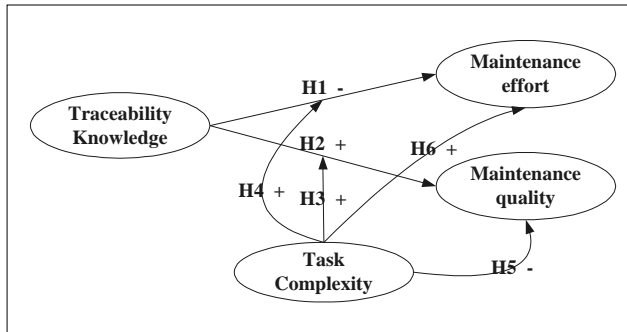 H1 -
Maintenance
effort
Traceability
Knowledge
H2 +
H6 +
Maintenance
quality
H4 +
H3 +
Task
Complexity
H5 -